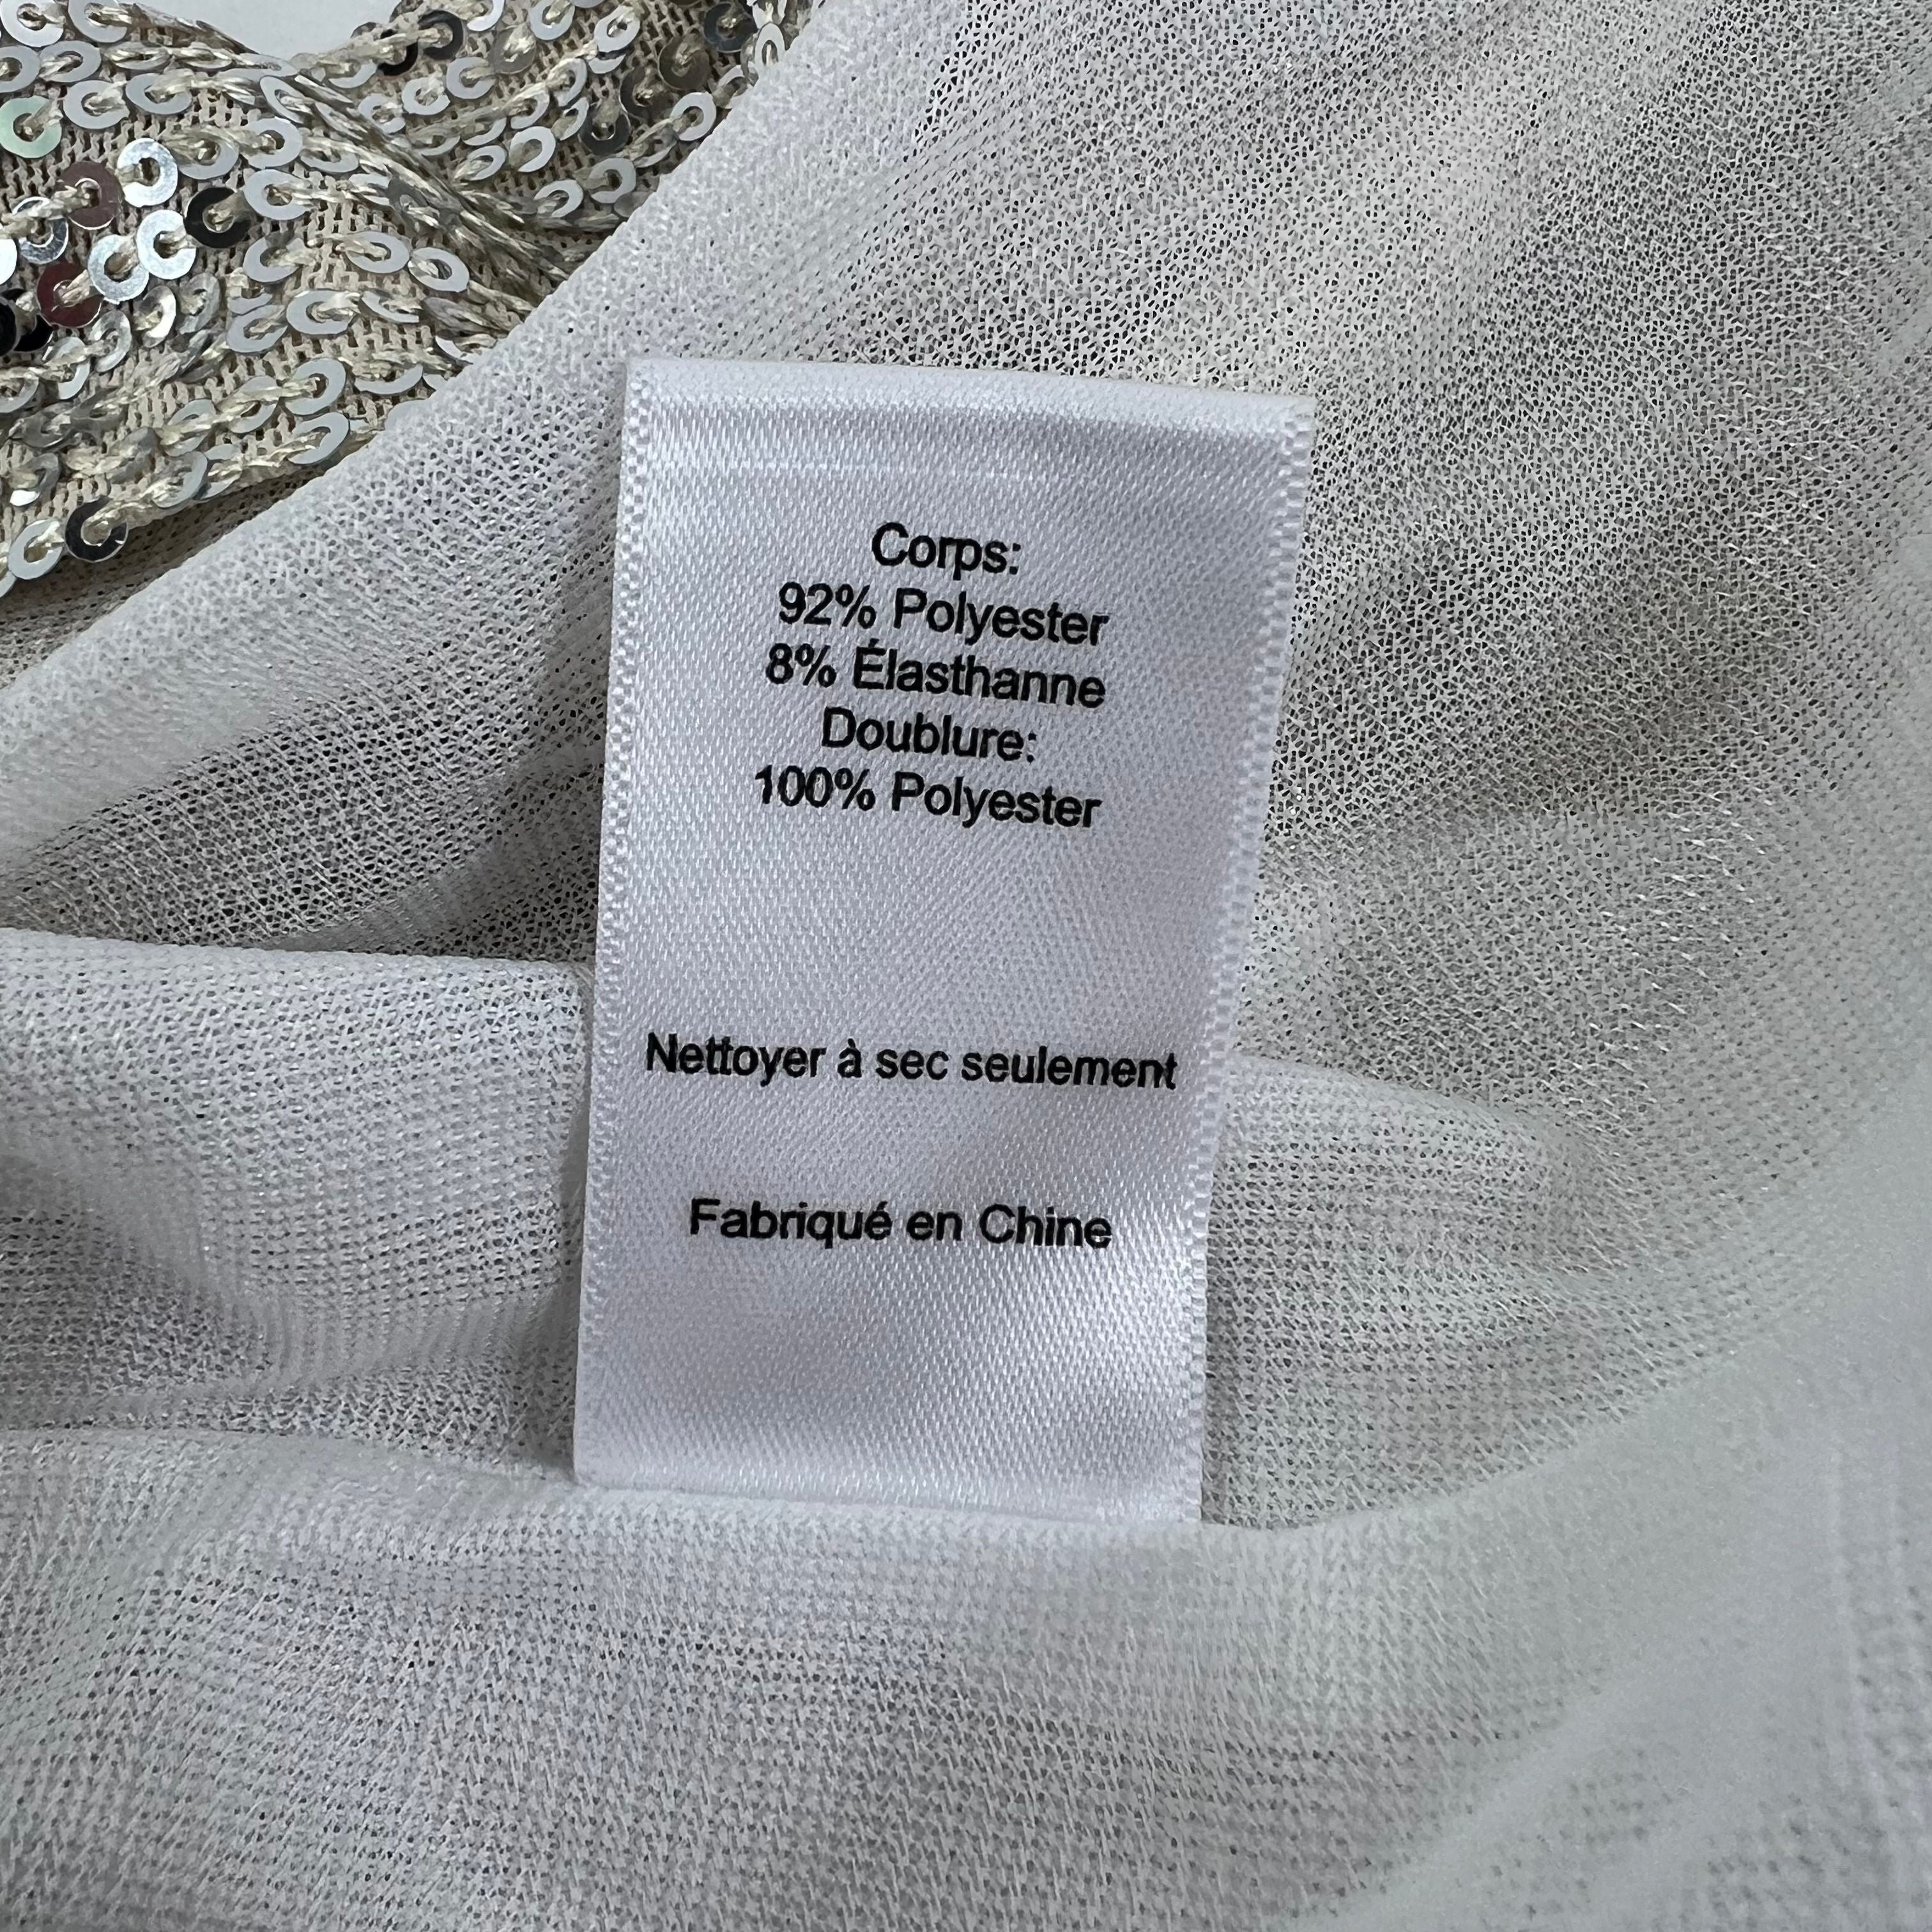 Corps:
92% Polyester
8% Élasthanne
Doublure:
100% Polyester
Nettoyer à sec seulement
Fabriqué en Chine